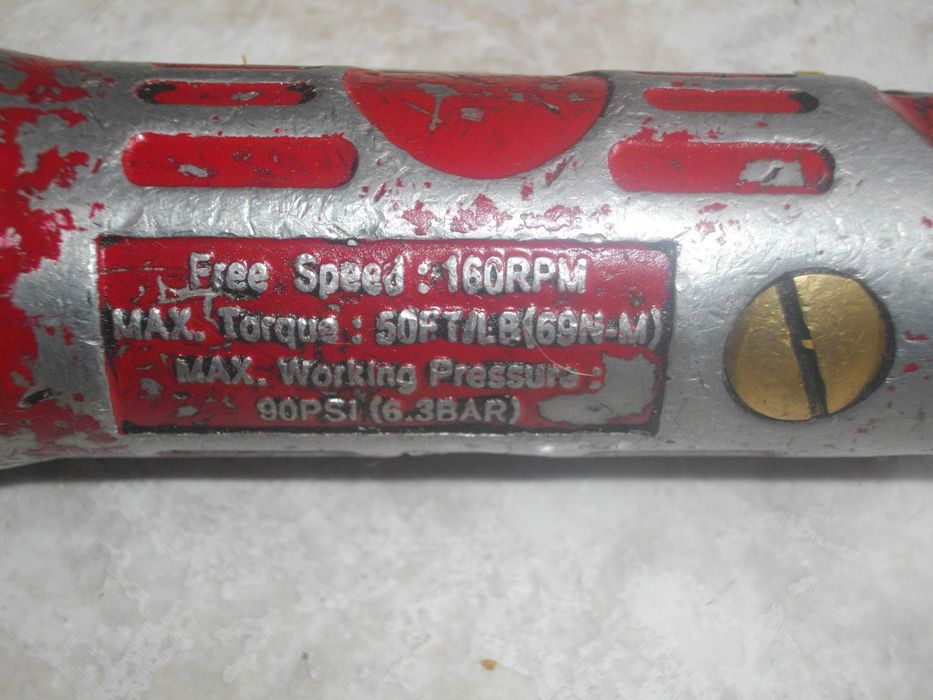 Free Speed : 160RPM
MAX. Torque : 50FT/LB(69N-M)
MAX. Working Pressure :
90PSI (6.3BAR)